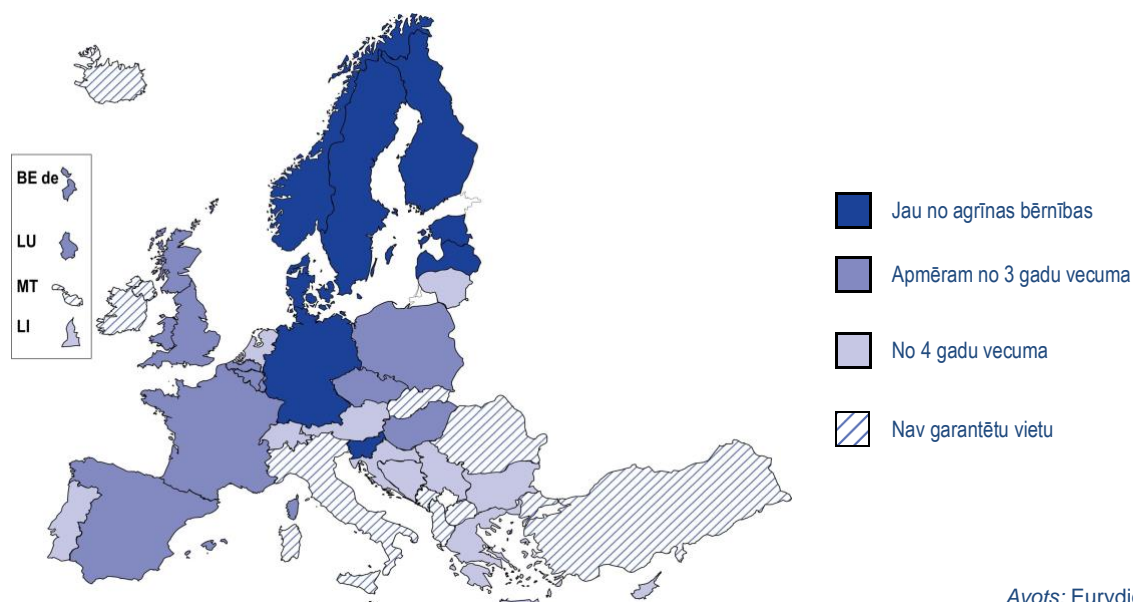 BE de
LU
MT
LI
Jau no agrīnas bērnības
Apmēram no 3 gadu vecuma
No 4 gadu vecuma
Nav garantētu vietu
Avots: